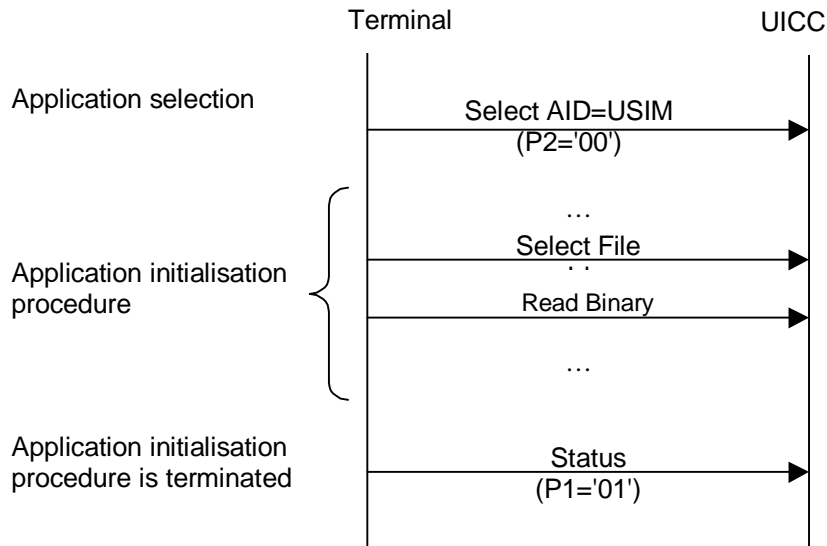 Terminal
UICC
Application selection
Select AID=USIM
(P2='00')
...
Select File
. .
Application initialisation
procedure
Read Binary
...
Application initialisation
procedure is terminated
Status
(P1='01')